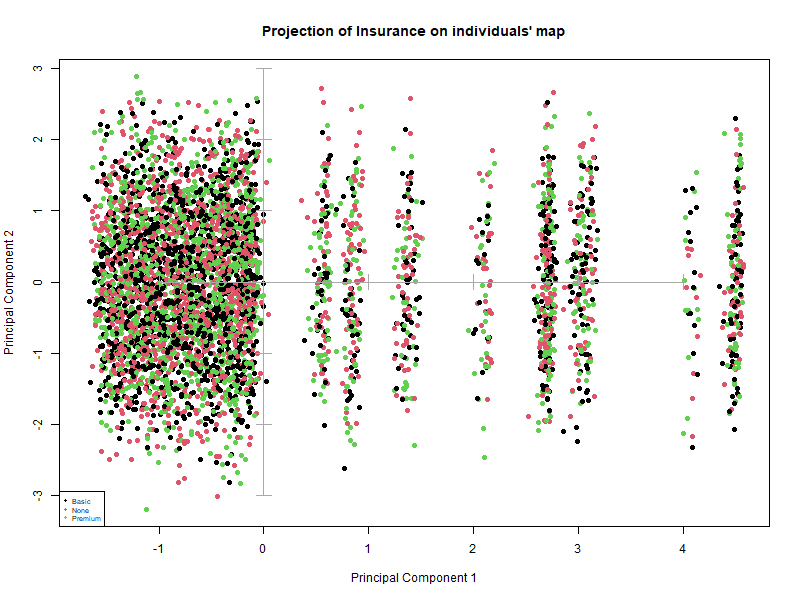 Projection of Insurance on individuals' map
Principal Component 2
3
2
1
0
-1
-2
-3
Basic
None
Premium
-1
0
1
2
3
4
Principal Component 1